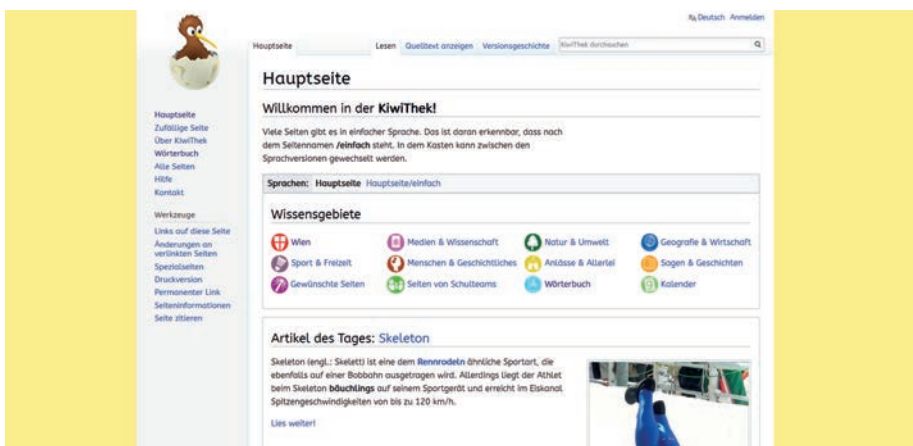 Deutsch Anmelden
Hauptseite
Lesen Quelltext anzeigen Versionsgeschichte
KiwiThek durchsuchen
Hauptseite
Zufällige Seite
Über KiwiThek
Wörterbuch
Alle Seiten
Hilfe
Kontakt
Werkzeuge
Links auf diese Seite
Änderungen an
verlinkten Seiten
Spezialseiten
Druckversion
Permanenter Link
Seiteninformationen
Seite zitieren
Hauptseite
Willkommen in der KiwiThek!
Viele Seiten gibt es in einfacher Sprache. Das ist daran erkennbar, dass nach
dem Seitennamen /einfach steht. In dem Kasten kann zwischen den
Sprachversionen gewechselt werden.
Sprachen: Hauptseite Hauptseite/einfach
Wissensgebiete
Wien Medien & Wissenschaft Natur & Umwelt Geografie & Wirtschaft
Sport & Freizeit Menschen & Geschichtliches Anlässe & Allerlei Sagen & Geschichten
Gewünschte Seiten Seiten von Schulteams Wörterbuch Kalender
Artikel des Tages: Skeleton
Skeleton (engl.: Skelett) ist eine dem Rennrodeln ähnliche Sportart, die
ebenfalls auf einer Bobbahn ausgetragen wird. Allerdings liegt der Athlet
beim Skeleton bäuchlings auf seinem Sportgerät und erreicht im Eiskanal
Spitzengeschwindigkeiten von bis zu 120 km/h.
Lies weiter!